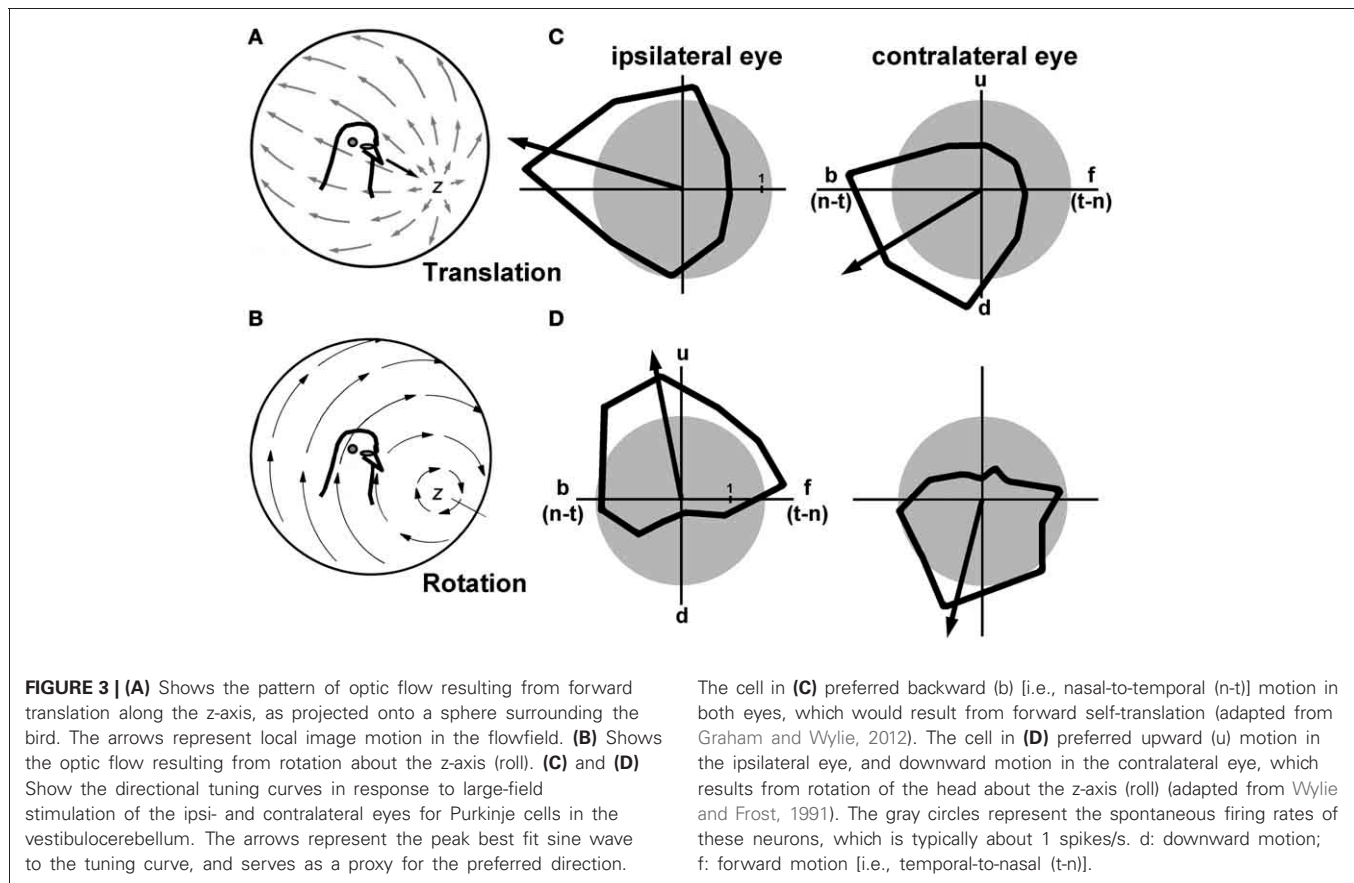 A
z
Translation
B
z
Rotation
C
ipsilateral eye
contralateral eye
u
1
b
(n-t)
f
(t-n)
d
D
u
b
(n-t)
1
f
(t-n)
d
FIGURE 3 | (A) Shows the pattern of optic flow resulting from forward
translation along the z-axis, as projected onto a sphere surrounding the
bird. The arrows represent local image motion in the flowfield. (B) Shows
the optic flow resulting from rotation about the z-axis (roll). (C) and (D)
Show the directional tuning curves in response to large-field
stimulation of the ipsi- and contralateral eyes for Purkinje cells in the
vestibulocerebellum. The arrows represent the peak best fit sine wave
to the tuning curve, and serves as a proxy for the preferred direction.
The cell in (C) preferred backward (b) [i.e., nasal-to-temporal (n-t)] motion in
both eyes, which would result from forward self-translation (adapted from
Graham and Wylie, 2012). The cell in (D) preferred upward (u) motion in
the ipsilateral eye, and downward motion in the contralateral eye, which
results from rotation of the head about the z-axis (roll) (adapted from Wylie
and Frost, 1991). The gray circles represent the spontaneous firing rates of
these neurons, which is typically about 1 spikes/s. d: downward motion;
f: forward motion [i.e., temporal-to-nasal (t-n)].